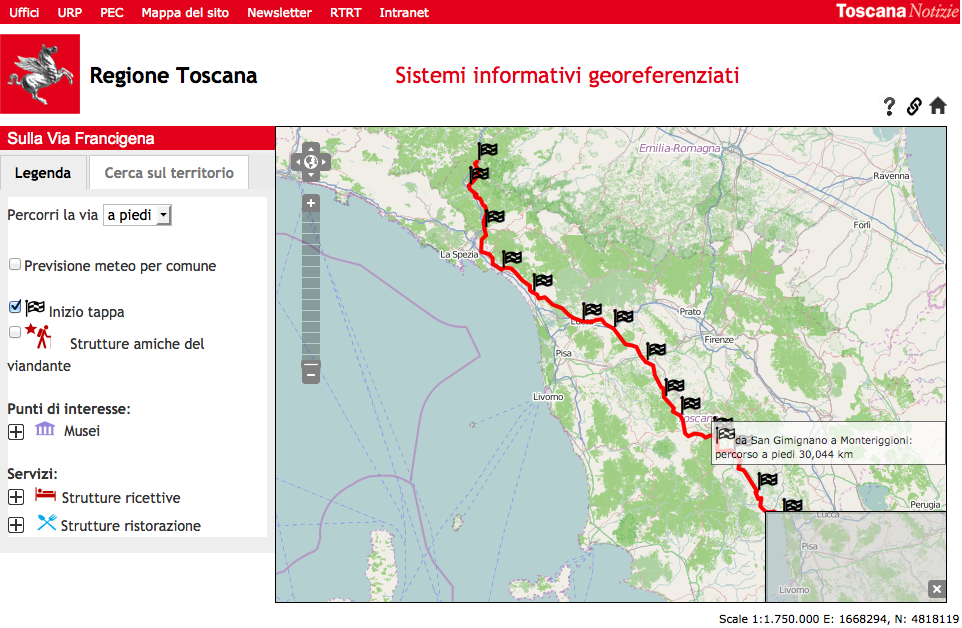 Uffici URP PEC Mappa del sito Newsletter RTRT Intranet
Toscana Notizie
Regione Toscana
Sistemi informativi georeferenziati
Sulla Via Francigena
Legenda Cerca sul territorio
Percorri la via a piedi
Previsione meteo per comune
Inizio tappa
Strutture amiche del
viandante
Punti di interesse:
Musei
Servizi:
Strutture ricettive
Strutture ristorazione
Emilia-Romagna
Ravenna
Forlì
La Spezia
Prato
Lucca
Firenze
Pisa
Livorno
Toscana
da San Gimignano a Monteriggioni:
percorso a piedi 30,044 km
Perugia
Lucca
Pisa
Livorno
Scale 1:1.750.000 E: 1668294, N: 4818119